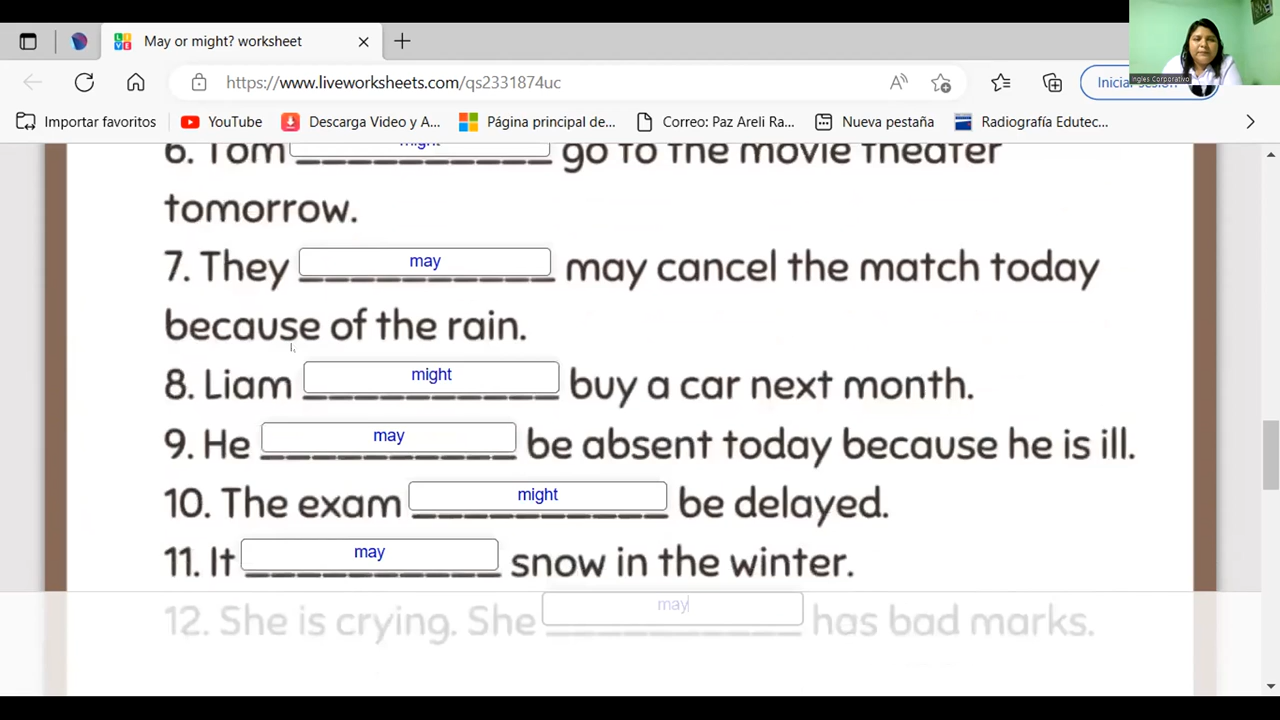 May or might? worksheet
https://www.liveworksheets.com/qs2331874uc
Inglés Corporativo
Iniciar sesión
Importar favoritos
YouTube
Descarga Video y A...
Página principal de...
Correo: Paz Areli Ra...
Nueva pestaña
Radiografía Edutec...
6. Tom might go to the movie theater
tomorrow.
7. They may may cancel the match today
because of the rain.
8. Liam might buy a car next month.
9. He may be absent today because he is ill.
10. The exam might be delayed.
11. It may snow in the winter.
12. She is crying. She may has bad marks.